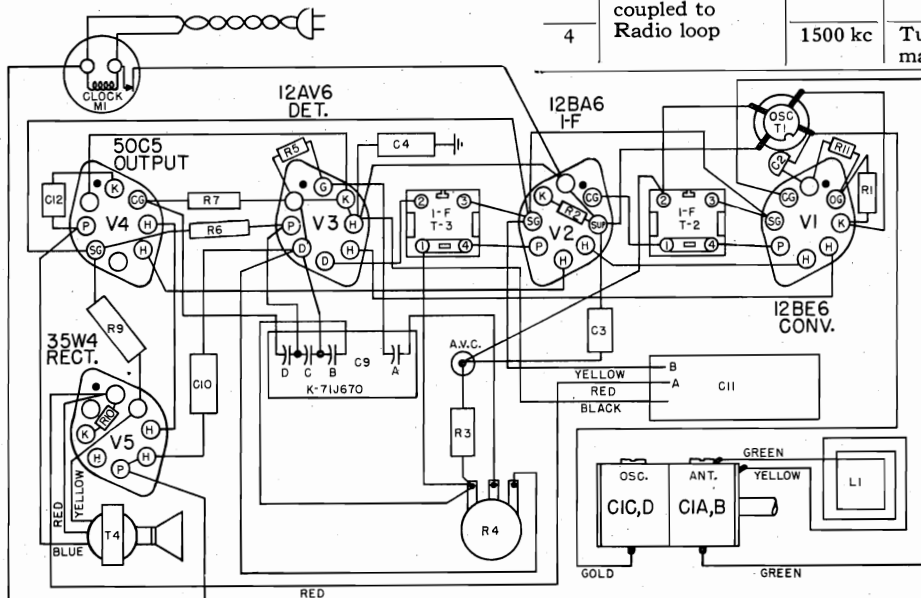 coupled to
4 Radio loop 1500 kc Tu
ma
CLOCK
M1
12AV6
DET.
12BA6
I-F
OSC
T1
50C5
OUTPUT
R5
C4
C2
R11
C12
K
CG
R7
G
K
2
I-F
T-3
3
K
CG
R2
SUP
2
I-F
T-2
3
CG
OG
R1
P
V4
H
R6
P
V3
H
SG
V2
H
SG
V1
K
SG
H
D
D
H
1
4
P
H
1
4
P
H
H
R9
35W4
RECT.
C10
D C B
C9
A
K-71J670
A.V.C.
C3
12BE6
CONV.
YELLOW
RED
BLACK
B
A
C11
K
R10
V5
H
H
P
H
R3
RED
YELLOW
BLUE
T4
R4
OSC.
ANT.
C1C,D
C1A,B
GREEN
YELLOW
L1
GOLD
GREEN
RED